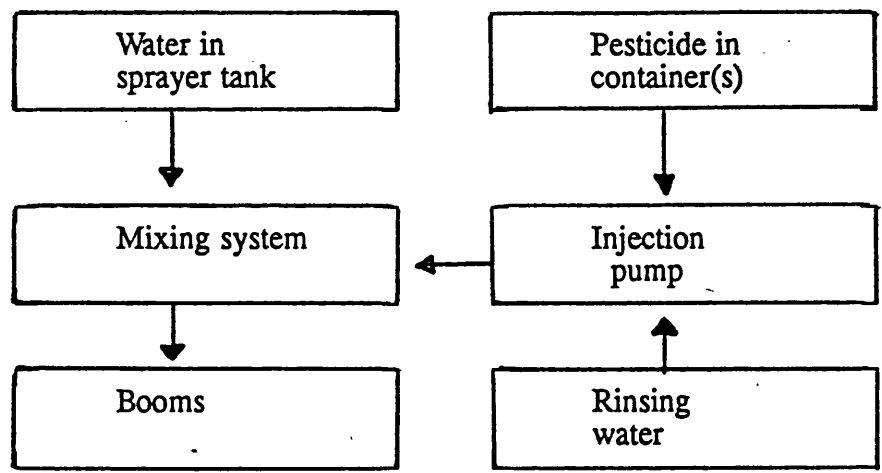 Water in
sprayer tank
Pesticide in
container(s)
Mixing system
Injection
pump
Booms
Rinsing
water